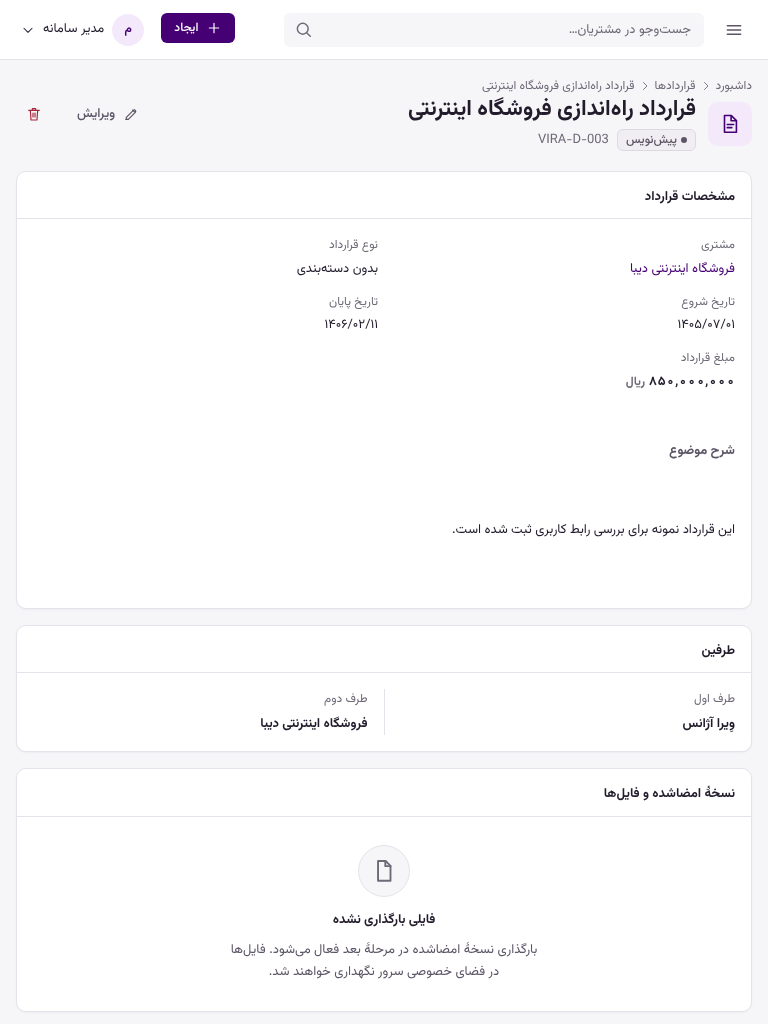 جست‌وجو در مشتریان...
ایجاد
م
مدیر سامانه
داشبورد
قراردادها
قرارداد راه‌اندازی فروشگاه اینترنتی
قرارداد راه‌اندازی فروشگاه اینترنتی
پیش‌نویس
VIRA-D-003
ویرایش
مشخصات قرارداد
مشتری
فروشگاه اینترنتی دیبا
نوع قرارداد
بدون دسته‌بندی
تاریخ شروع
۱۴۰۵/۰۷/۰۱
تاریخ پایان
۱۴۰۶/۰۲/۱۱
مبلغ قرارداد
۸۵۰,۰۰۰,۰۰۰ ریال
شرح موضوع
این قرارداد نمونه برای بررسی رابط کاربری ثبت شده است.
طرفین
طرف اول
ویرا آژانس
طرف دوم
فروشگاه اینترنتی دیبا
نسخهٔ امضاشده و فایل‌ها
فایلی بارگذاری نشده
بارگذاری نسخهٔ امضاشده در مرحلهٔ بعد فعال می‌شود. فایل‌ها
در فضای خصوصی سرور نگهداری خواهند شد.